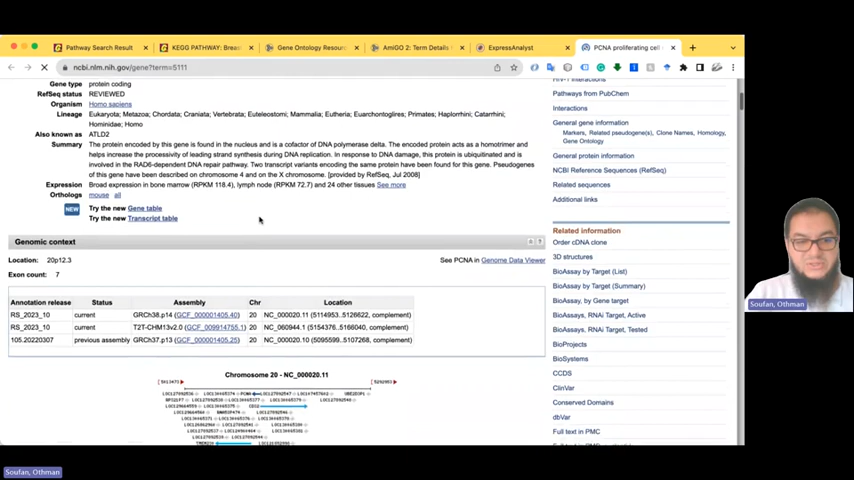 Pathway Search Result
KEGG PATHWAY: Breas
Gene Ontology Resour
AmiGO 2: Term Details
ExpressAnalyst
PCNA proliferating cell
ncbi.nlm.nih.gov/gene?term=5111
Gene type protein coding
RefSeq status REVIEWED
Organism Homo sapiens
Lineage Eukaryota; Metazoa; Chordata; Craniata; Vertebrata; Euteleostomi; Mammalia; Eutheria; Euarchontoglires; Primates; Haplorrhini; Catarrhini;
Hominidae; Homo
Also known as ATLD2
Summary The protein encoded by this gene is found in the nucleus and is a cofactor of DNA polymerase delta. The encoded protein acts as a homotrimer and
helps increase the processivity of leading strand synthesis during DNA replication. In response to DNA damage, this protein is ubiquitinated and is
involved in the RAD6-dependent DNA repair pathway. Two transcript variants encoding the same protein have been found for this gene. Pseudogenes
of this gene have been described on chromosome 4 and on the X chromosome. [provided by RefSeq, Jul 2008]
Expression Broad expression in bone marrow (RPKM 118.4), lymph node (RPKM 72.7) and 24 other tissues See more
Orthologs mouse all
NEW Try the new Gene table
Try the new Transcript table
Genomic context
Location: 20p12.3
See PCNA in Genome Data Viewer
Exon count: 7
Annotation release Status Assembly Chr Location
RS_2023_10 current GRCh38.p14 (GCF_000001405.40) 20 NC_000020.11 (5114953..5126622, complement)
RS_2023_10 current T2T-CHM13v2.0 (GCF_009914755.1) 20 NC_060944.1 (5154376..5166040, complement)
105.20220307 previous assembly GRCh37.p13 (GCF_000001405.25) 20 NC_000020.10 (5095599..5107268, complement)
Chromosome 20 - NC_000020.11
HIV-1 interactions
Pathways from PubChem
Interactions
General gene information
Markers, Related pseudogene(s), Clone Names, Homology,
Gene Ontology
General protein information
NCBI Reference Sequences (RefSeq)
Related sequences
Additional links
Related information
Order cDNA clone
3D structures
BioAssay by Target (List)
BioAssay by Target (Summary)
BioAssay, by Gene target
BioAssays, RNAi Target, Active
BioAssays, RNAi Target, Tested
BioProjects
BioSystems
CCDS
ClinVar
Conserved Domains
dbVar
Full text in PMC
Soufan, Othman
Soufan, Othman